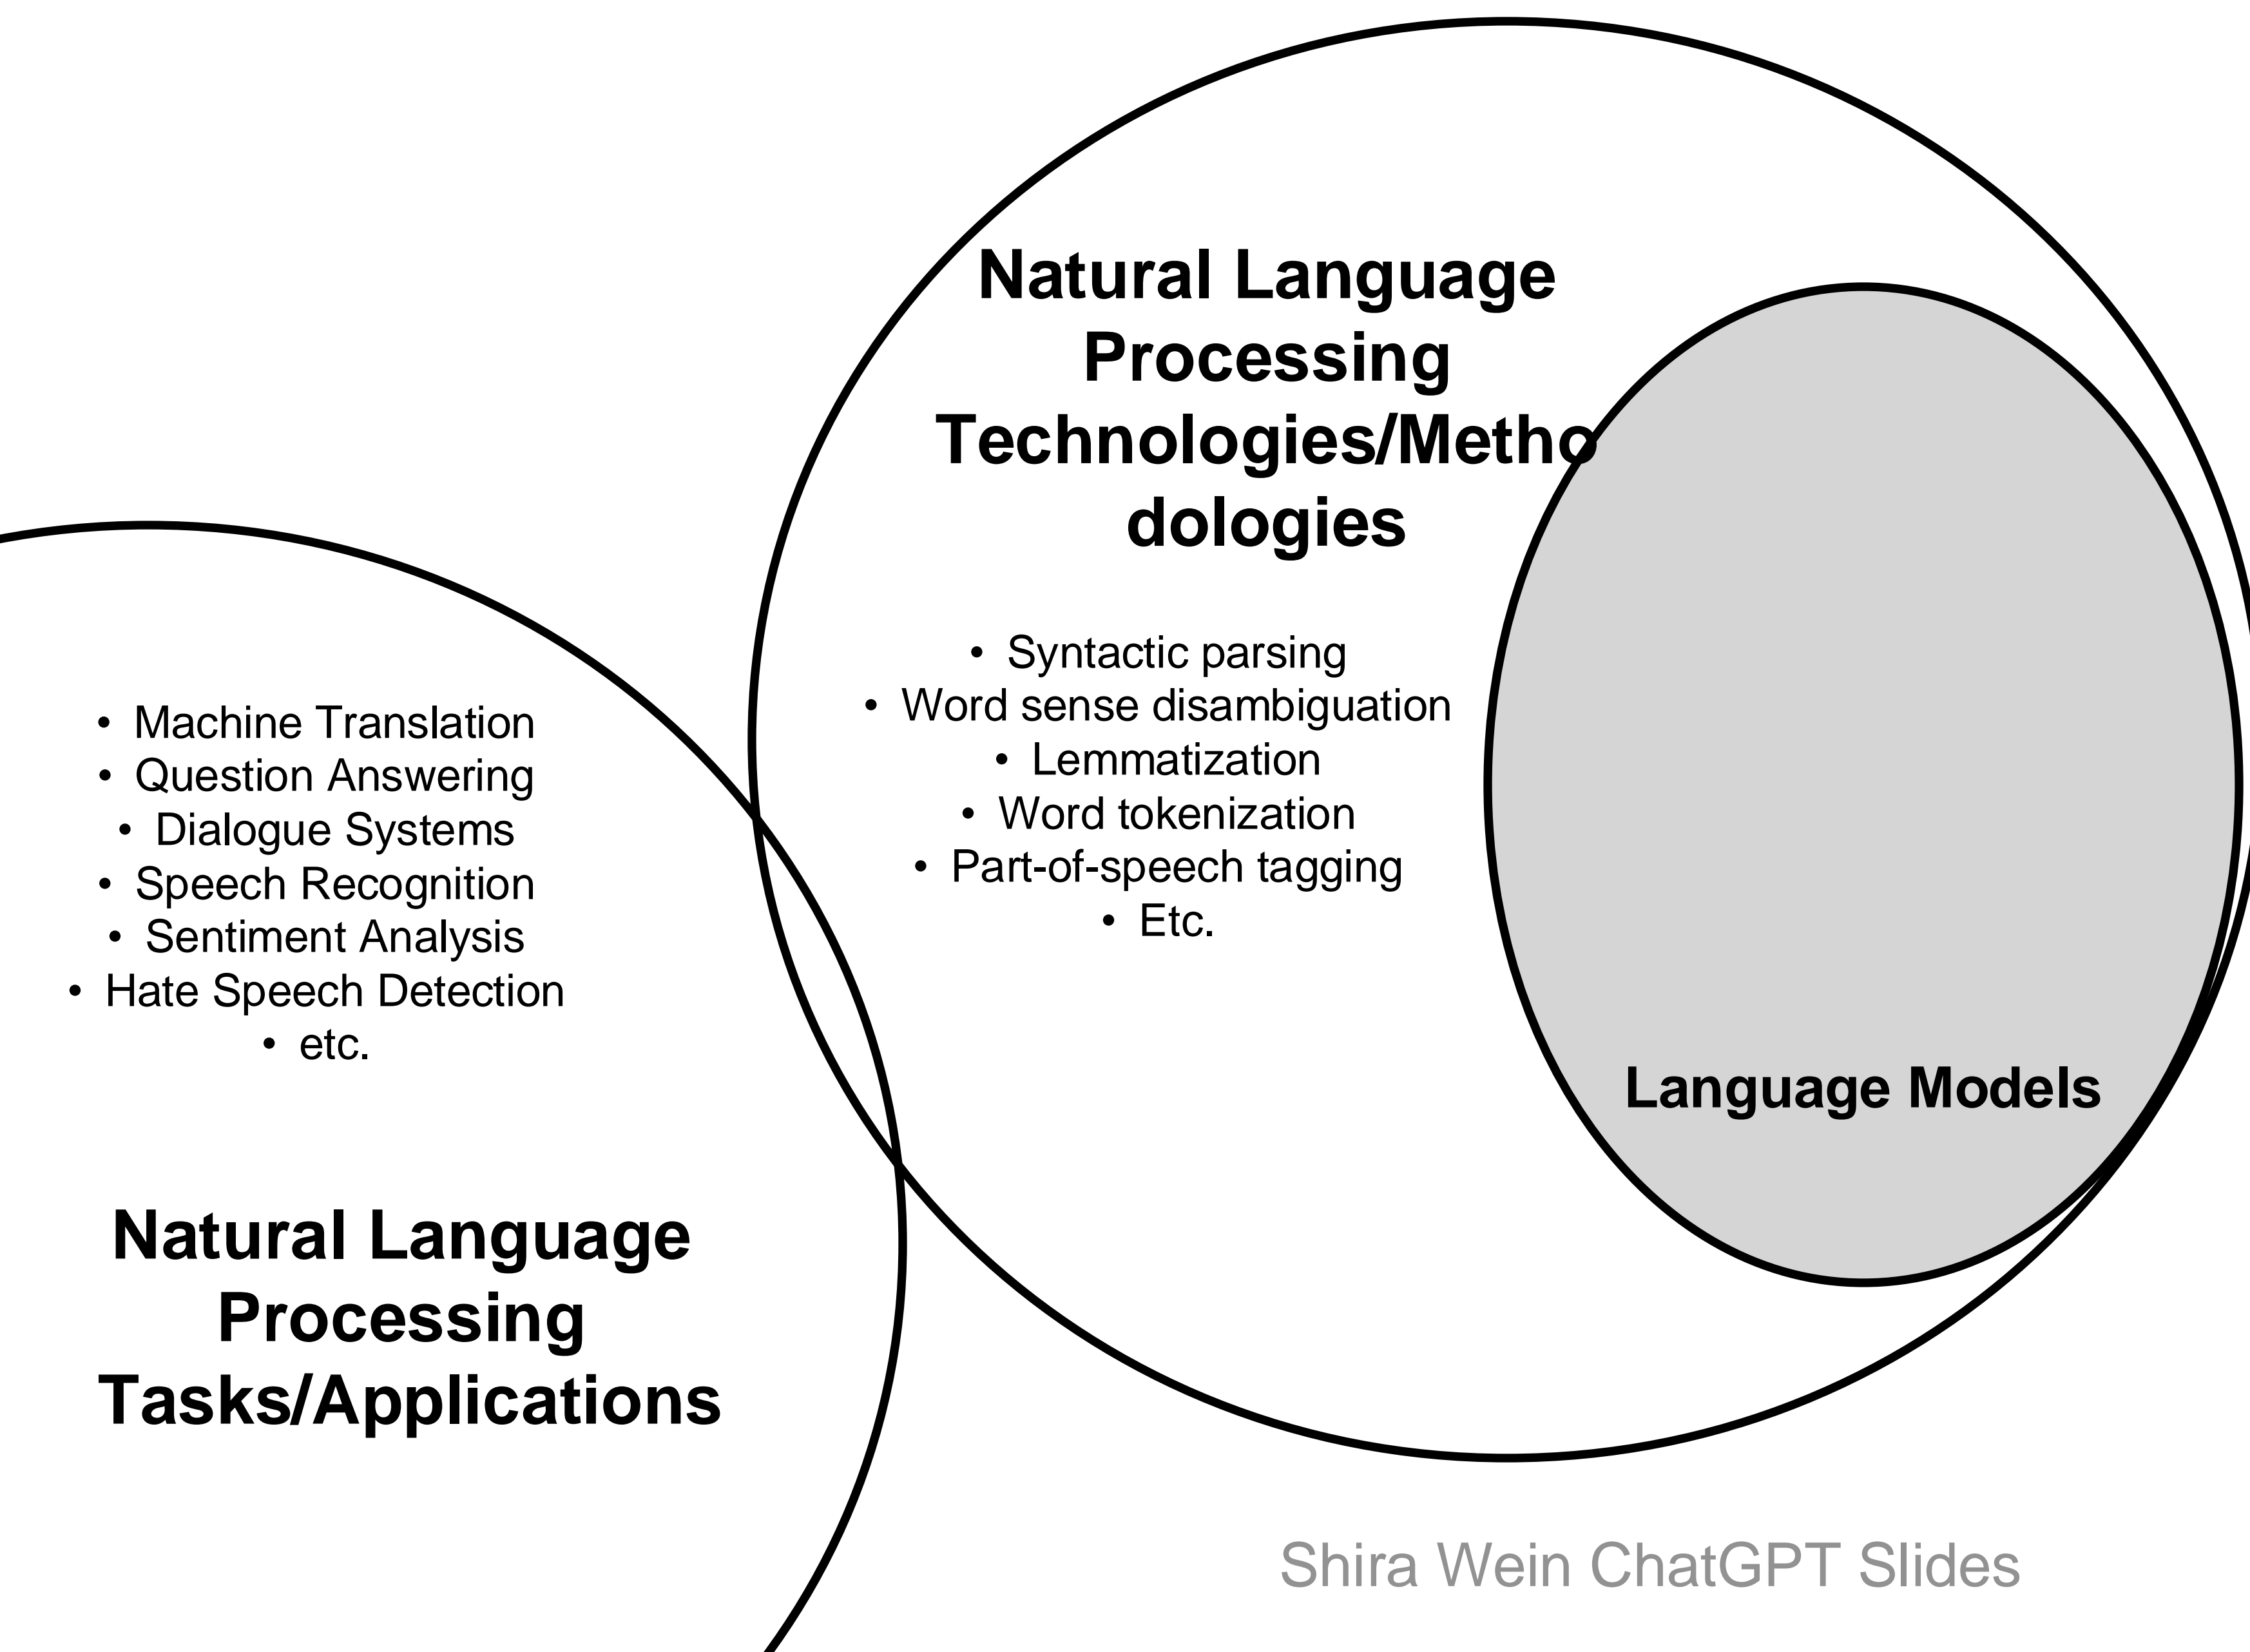 Natural Language
Processing
Technologies/Metho
dologies
• Syntactic parsing
• Word sense disambiguation
• Lemmatization
• Word tokenization
• Part-of-speech tagging
• Etc.
• Machine Translation
• Question Answering
• Dialogue Systems
• Speech Recognition
• Sentiment Analysis
• Hate Speech Detection
• etc.
Natural Language
Processing
Tasks/Applications
Language Models
Shira Wein ChatGPT Slides